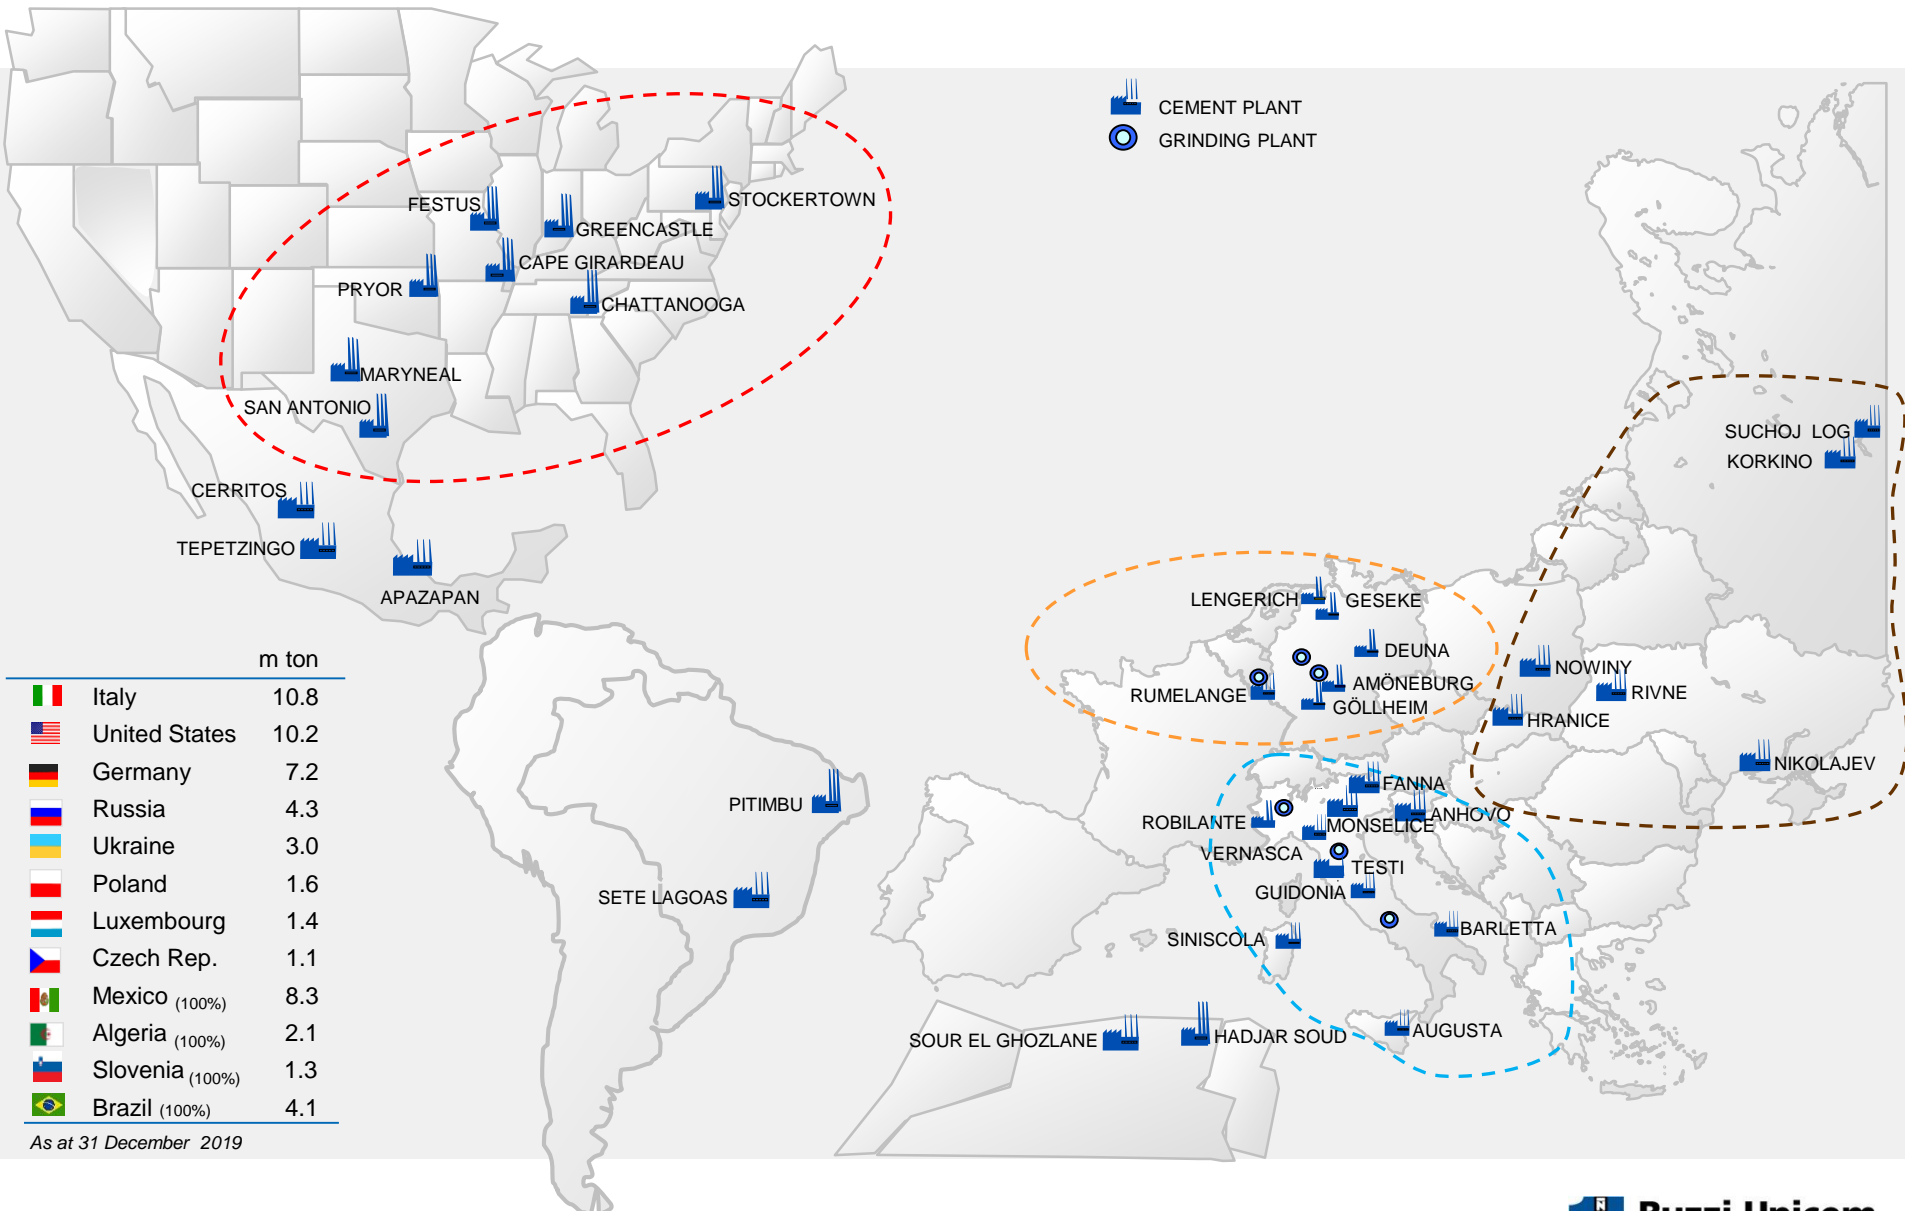 CEMENT PLANT
GRINDING PLANT
STOCKERTOWN
FESTUS
GREENCASTLE
CAPE GIRARDEAU
PRYOR
CHATTANOOGA
MARYNEAL
SAN ANTONIO
CERRITOS
TEPETZINGO
APAZAPAN
SUCHOJ LOG
KORKINO
LENGERICH
GESEKE
DEUNA
NOWINY
AMÖNEBURG
RUMELANGE
RIVNE
GÖLLHEIM
HRANICE
NIKOLAJEV
FANNA
PITIMBU
ANHOVO
ROBILANTE
MONSELICE
VERNASCA
TESTI
GUIDONIA
SETE LAGOAS
BARLETTA
SINISCOLA
AUGUSTA
SOUR EL GHOZLANE
HADJAR SOUD
m ton
Italy 10.8
United States 10.2
Germany 7.2
Russia 4.3
Ukraine 3.0
Poland 1.6
Luxembourg 1.4
Czech Rep. 1.1
Mexico (100%) 8.3
Algeria (100%) 2.1
Slovenia (100%) 1.3
Brazil (100%) 4.1
As at 31 December 2019
Buzzi Unicem